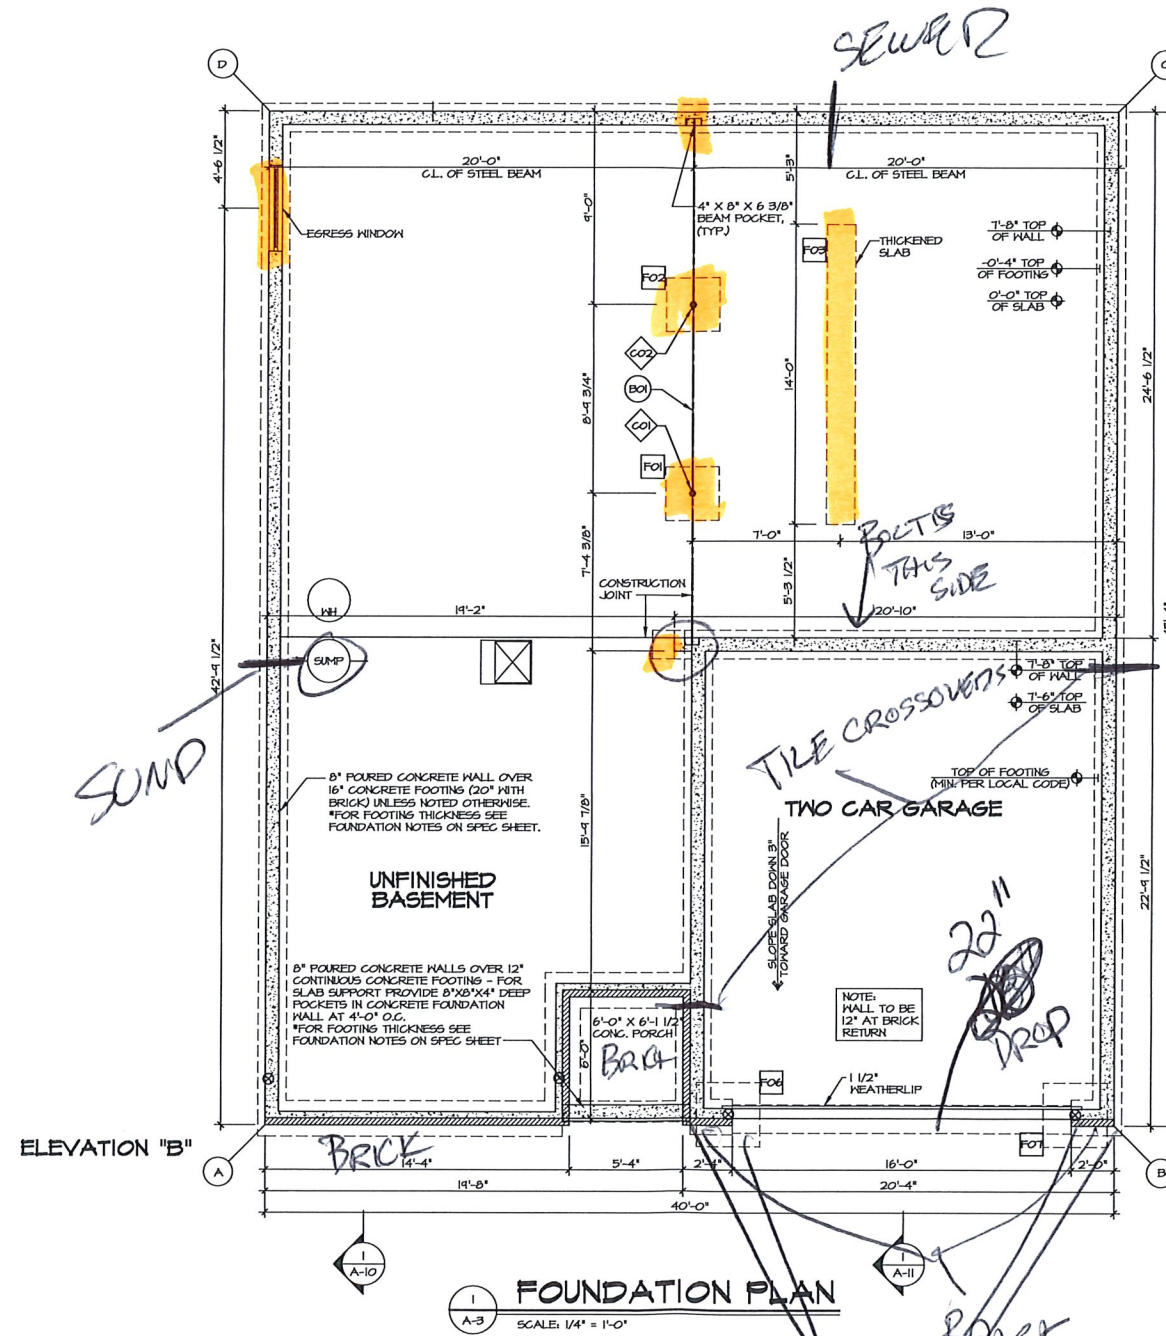 SEWER
D
4'-6 1/2"
20'-0"
C.L. OF STEEL BEAM
9'-0"
5'-3"
20'-0"
C.L. OF STEEL BEAM
EGRESS WINDOW
4" X 8" X 6 3/8"
BEAM POCKET,
(TYP.)
F03
THICKENED
SLAB
7'-8" TOP
OF WALL
-0'-4" TOP
OF FOOTING
0'-0" TOP
OF SLAB
F02
C02
B01
C01
F01
8'-9 3/4"
14'-0"
24'-6 1/2"
7'-0"
13'-0"
BOLTS
THIS
SIDE
7'-4 3/8"
5'-3 1/2"
CONSTRUCTION
JOINT
WH
19'-2"
20'-10"
SUMP
42'-9 1/2"
SUMP
TILE CROSSOVERS
7'-8" TOP
OF WALL
7'-6" TOP
OF SLAB
8" POURED CONCRETE WALL OVER
16" CONCRETE FOOTING (20" WITH
BRICK) UNLESS NOTED OTHERWISE.
*FOR FOOTING THICKNESS SEE
FOUNDATION NOTES ON SPEC SHEET.
TOP OF FOOTING
(MIN. PER LOCAL CODE)
TWO CAR GARAGE
15'-9 7/8"
SLOPE SLAB DOWN 3"
TOWARD GARAGE DOOR
UNFINISHED
BASEMENT
22'-9 1/2"
22"
DROP
8" POURED CONCRETE WALLS OVER 12"
CONTINUOUS CONCRETE FOOTING - FOR
SLAB SUPPORT PROVIDE 8"X8"X4" DEEP
POCKETS IN CONCRETE FOUNDATION
WALL AT 4'-0" O.C.
*FOR FOOTING THICKNESS SEE
FOUNDATION NOTES ON SPEC SHEET
6'-0" X 6'-1 1/2"
CONC. PORCH
BRICK
NOTE:
WALL TO BE
12" AT BRICK
RETURN
F06
1 1/2"
WEATHERLIP
F07
ELEVATION "B"
A
BRICK
14'-4"
5'-4"
2'-4"
16'-0"
2'-0"
B
19'-8"
20'-4"
40'-0"
1
A-10
1
A-11
1
A-3
FOUNDATION PLAN
SCALE: 1/4" = 1'-0"